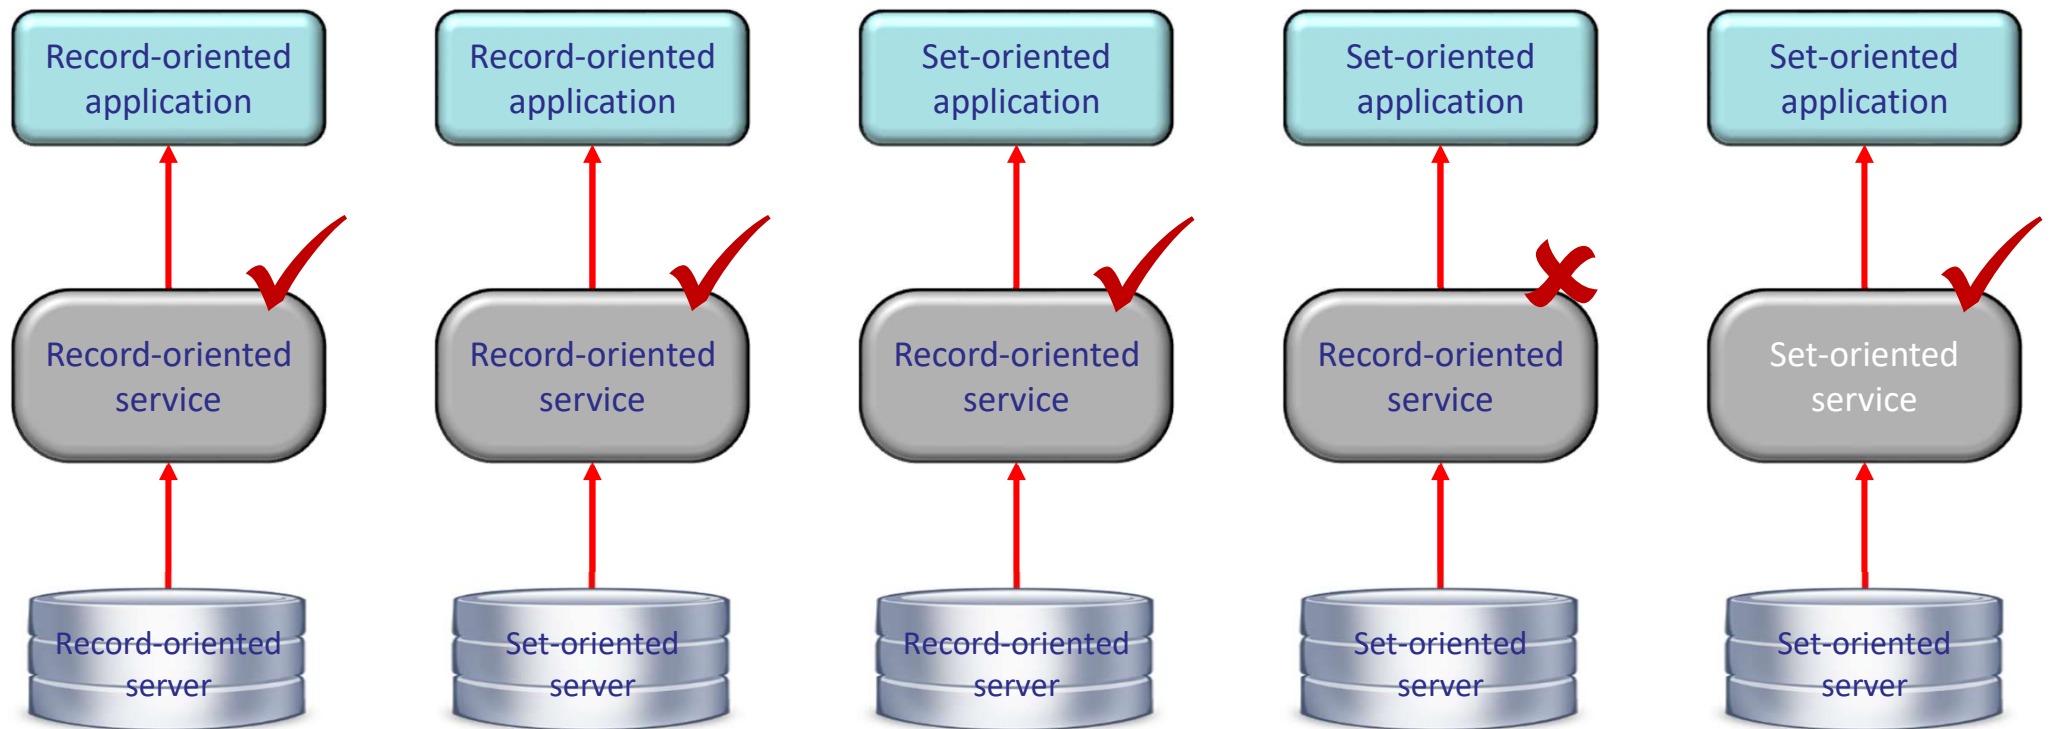 Record-oriented
application
Record-oriented
application
Set-oriented
application
Set-oriented
application
Set-oriented
application
Record-oriented
service
Record-oriented
service
Record-oriented
service
Record-oriented
service
Set-oriented
service
Record-oriented
server
Set-oriented
server
Record-oriented
server
Set-oriented
server
Set-oriented
server